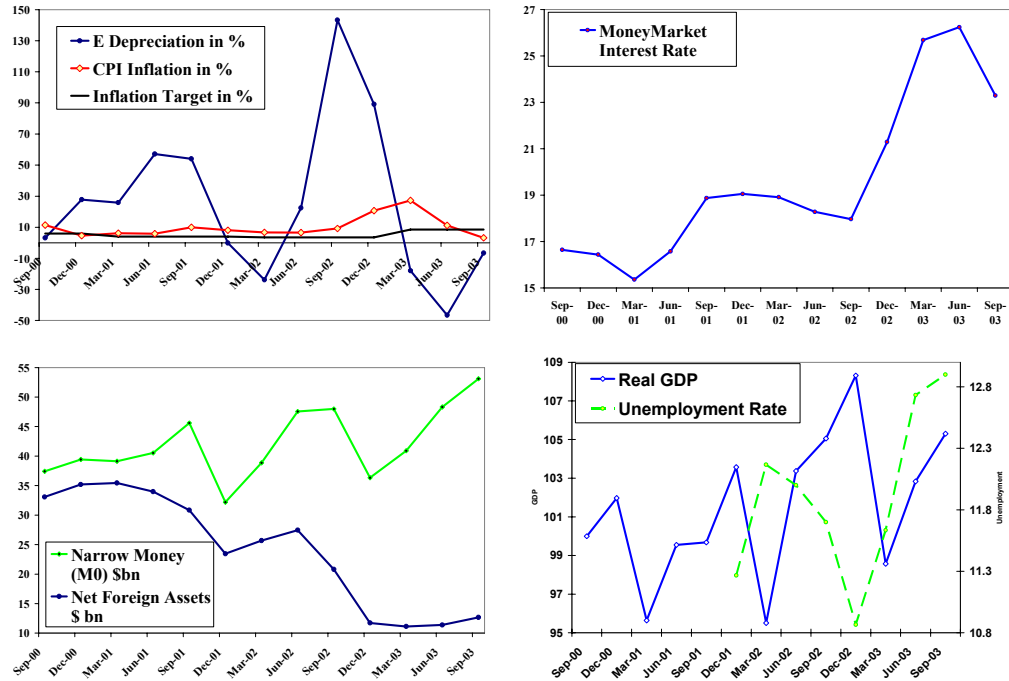 150
130
110
90
70
50
30
10
-10
-30
-50
E Depreciation in %
CPI Inflation in %
Inflation Target in %
Sep-00
Dec-00
Mar-01
Jun-01
Sep-01
Dec-01
Mar-02
Jun-02
Sep-02
Dec-02
Mar-03
Jun-03
Sep-03
27
25
23
21
19
17
15
MoneyMarket
Interest Rate
Sep- Dec- Mar- Jun- Sep- Dec- Mar- Jun- Sep- Dec- Mar- Jun- Sep-
00 00 01 01 01 01 02 02 02 02 03 03 03
55
50
45
40
35
30
25
20
15
10
Narrow Money
(M0) $bn
Net Foreign Assets
$ bn
Sep-00
Dec-00
Mar-01
Jun-01
Sep-01
Dec-01
Mar-02
Jun-02
Sep-02
Dec-02
Mar-03
Jun-03
Sep-03
109
107
105
103
101
99
97
95
GDP
Real GDP
Unemployment Rate
12.8
12.3
11.8
11.3
10.8
Unemployment
Sep-00
Dec-00
Mar-01
Jun-01
Sep-01
Dec-01
Mar-02
Jun-02
Sep-02
Dec-02
Mar-03
Jun-03
Sep-03